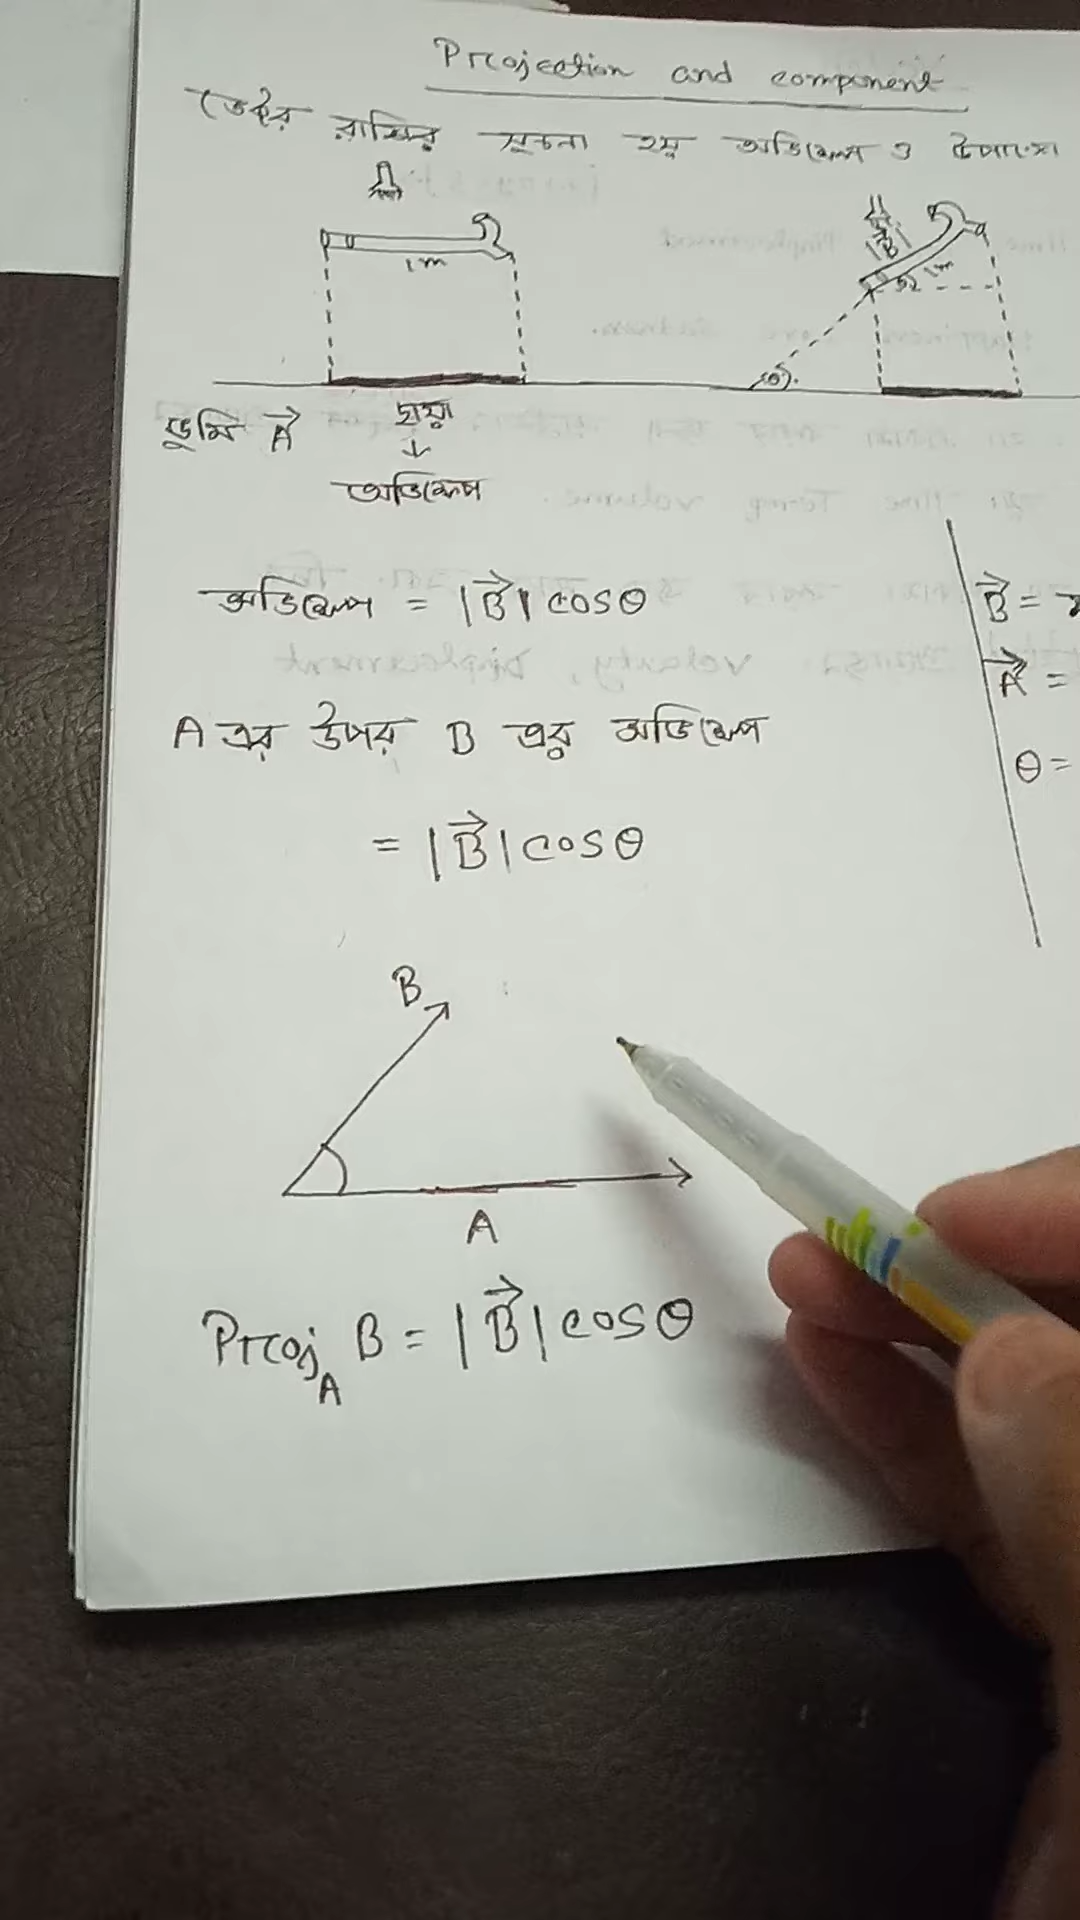 Projection and component
ভেক্টর রাশির সূচনা হয় অভিক্ষেপ ও উপাংশ
1m
|B|
θ 1m
(θ)
ভূমি A⃗
ছায়া
↓
অভিক্ষেপ
অভিক্ষেপ = |B⃗| cosθ
B⃗ =
A⃗ =
θ =
A এর উপর B এর অভিক্ষেপ
= |B⃗| cosθ
B
A
Proj_A B = |B⃗| cosθ